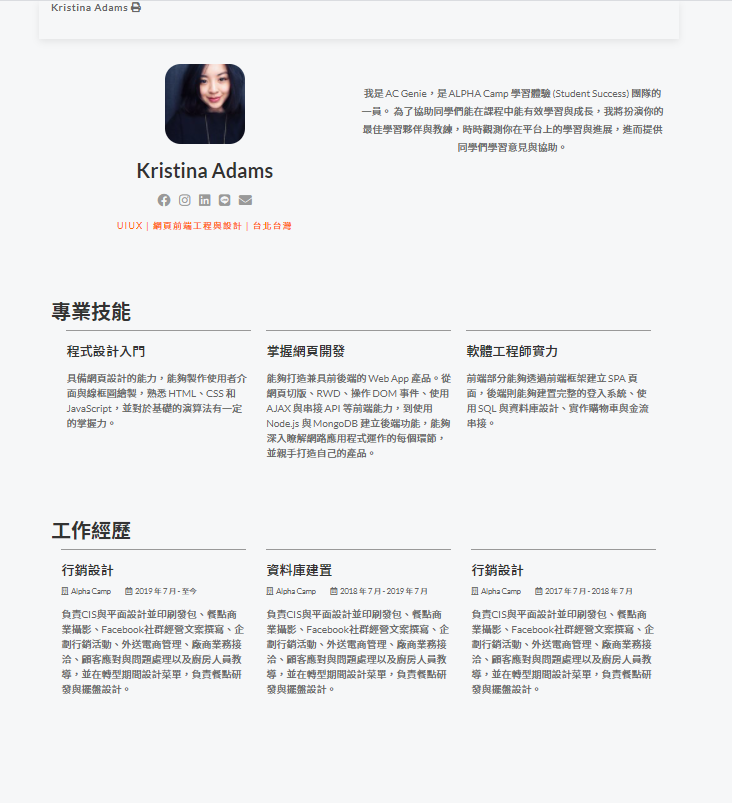 Kristina Adams
我是 AC Genie，是 ALPHA Camp 學習體驗 (Student Success) 團隊的
一員。 為了協助同學們能在課程中能有效學習與成長，我將扮演你的
最佳學習夥伴與教練，時時觀測你在平台上的學習與進展，進而提供
同學們學習意見與協助。
Kristina Adams
UIUX | 網頁前端工程與設計 | 台北台灣
專業技能
程式設計入門
具備網頁設計的能力，能夠製作使用者介
面與線框圖繪製，熟悉 HTML、CSS 和
JavaScript，並對於基礎的演算法有一定
的掌握力。
掌握網頁開發
能夠打造兼具前後端的 Web App 產品。從
網頁切版、RWD、操作 DOM 事件、使用
AJAX 與串接 API 等前端能力，到使用
Node.js 與 MongoDB 建立後端功能，能夠
深入瞭解網路應用程式運作的每個環節，
並親手打造自己的產品。
軟體工程師實力
前端部分能夠透過前端框架建立 SPA 頁
面，後端則能夠建置完整的登入系統、使
用 SQL 與資料庫設計、實作購物車與金流
串接。
工作經歷
行銷設計
Alpha Camp 2019 年 7 月 - 至今
負責CIS與平面設計並印刷發包、餐點商
業攝影、Facebook社群經營文案撰寫、企
劃行銷活動、外送電商管理、廠商業務接
洽、顧客應對與問題處理以及廚房人員教
導，並在轉型期間設計菜單，負責餐點研
發與擺盤設計。
資料庫建置
Alpha Camp 2018 年 7 月 - 2019 年 7 月
負責CIS與平面設計並印刷發包、餐點商
業攝影、Facebook社群經營文案撰寫、企
劃行銷活動、外送電商管理、廠商業務接
洽、顧客應對與問題處理以及廚房人員教
導，並在轉型期間設計菜單，負責餐點研
發與擺盤設計。
行銷設計
Alpha Camp 2017 年 7 月 - 2018 年 7 月
負責CIS與平面設計並印刷發包、餐點商
業攝影、Facebook社群經營文案撰寫、企
劃行銷活動、外送電商管理、廠商業務接
洽、顧客應對與問題處理以及廚房人員教
導，並在轉型期間設計菜單，負責餐點研
發與擺盤設計。